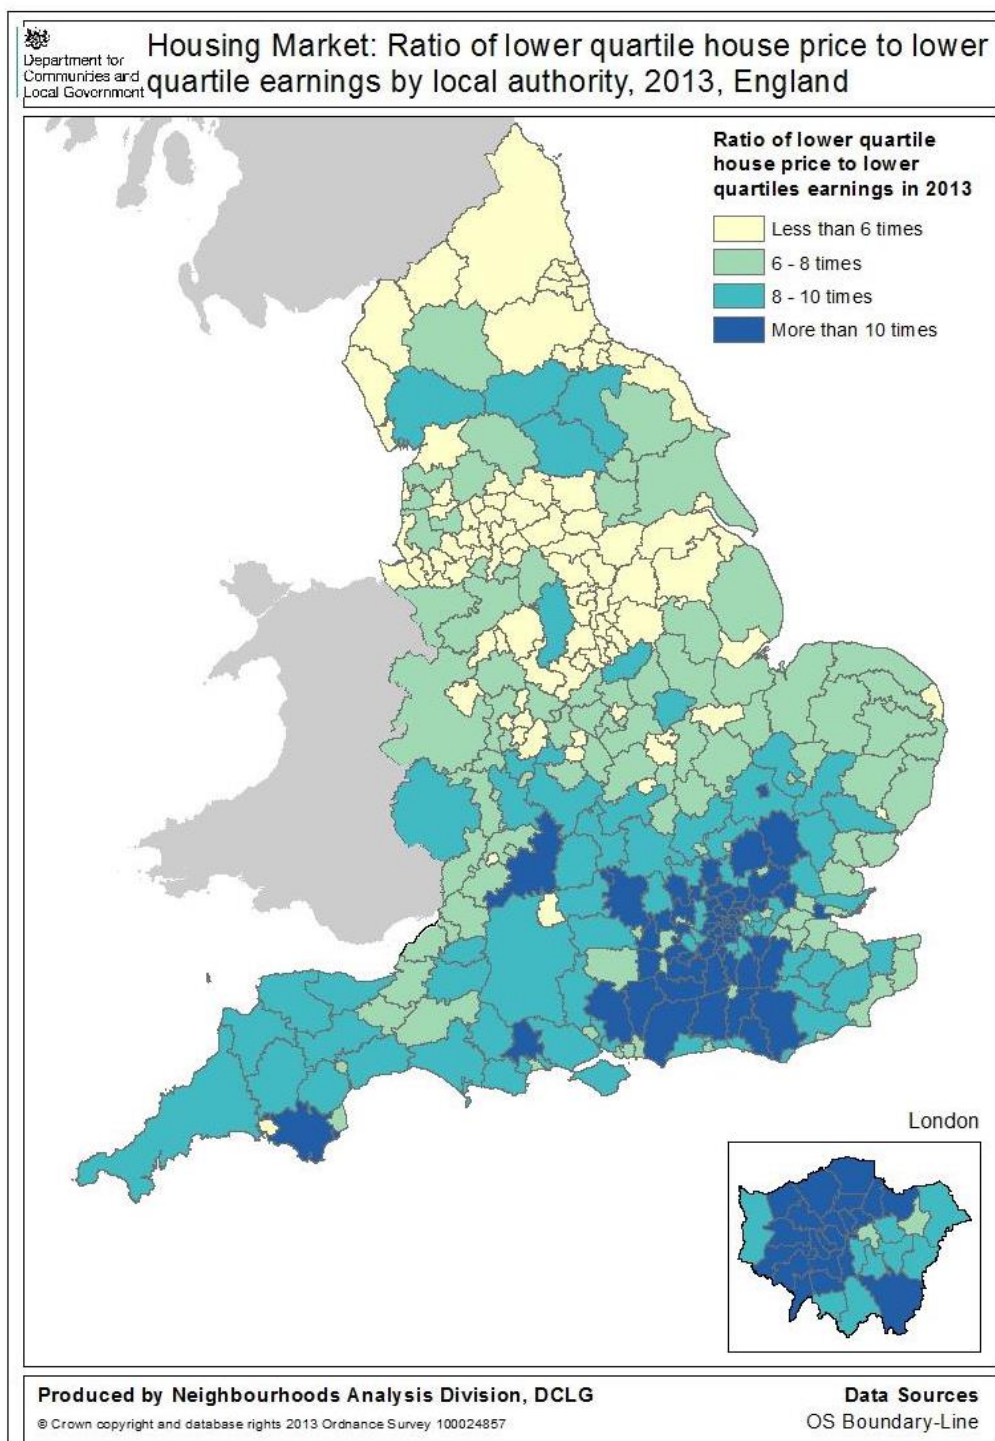 Department for
Communities and
Local Government
Housing Market: Ratio of lower quartile house price to lower
quartile earnings by local authority, 2013, England
Ratio of lower quartile
house price to lower
quartiles earnings in 2013
Less than 6 times
6 - 8 times
8 - 10 times
More than 10 times
London
Produced by Neighbourhoods Analysis Division, DCLG
© Crown copyright and database rights 2013 Ordnance Survey 100024857
Data Sources
OS Boundary-Line